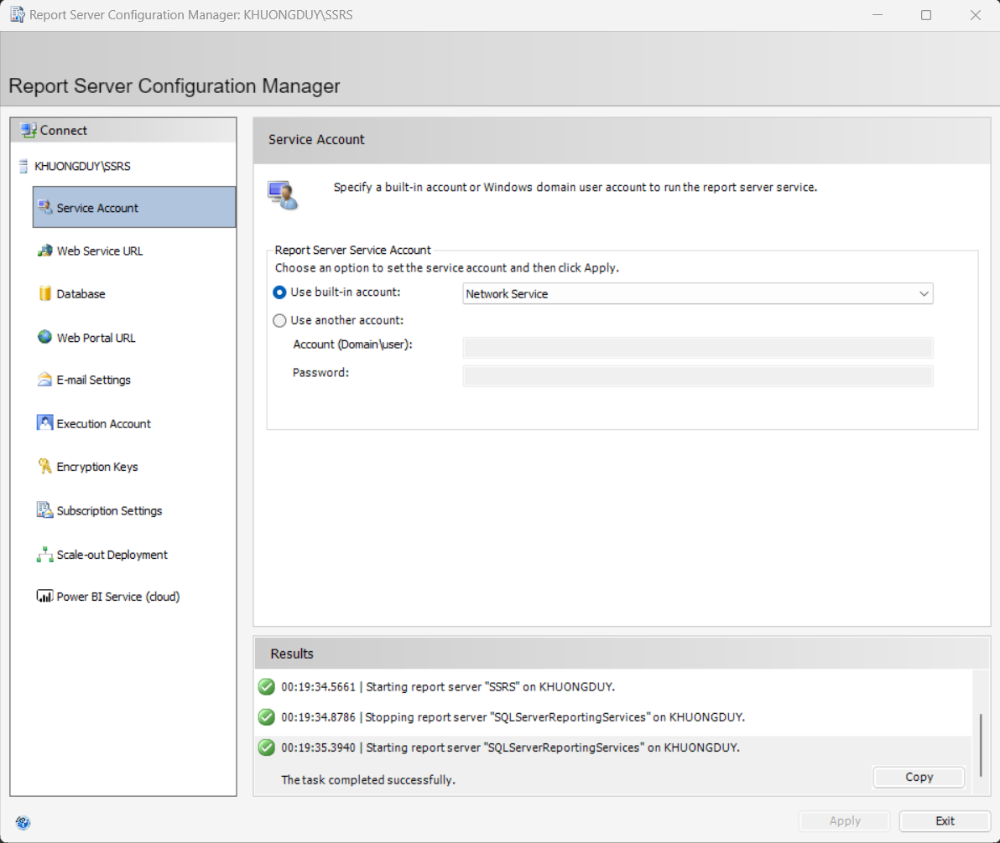 Report Server Configuration Manager: KHUONGDUY\SSRS
Report Server Configuration Manager
Connect
KHUONGDUY\SSRS
Service Account
Web Service URL
Database
Web Portal URL
E-mail Settings
Execution Account
Encryption Keys
Subscription Settings
Scale-out Deployment
Power BI Service (cloud)
Service Account
Specify a built-in account or Windows domain user account to run the report server service.
Report Server Service Account
Choose an option to set the service account and then click Apply.
Use built-in account:
Network Service
Use another account:
Account (Domain\user):
Password:
Results
00:19:34.5661 | Starting report server "SSRS" on KHUONGDUY.
00:19:34.8786 | Stopping report server "SQLServerReportingServices" on KHUONGDUY.
00:19:35.3940 | Starting report server "SQLServerReportingServices" on KHUONGDUY.
The task completed successfully.
Copy
Apply
Exit